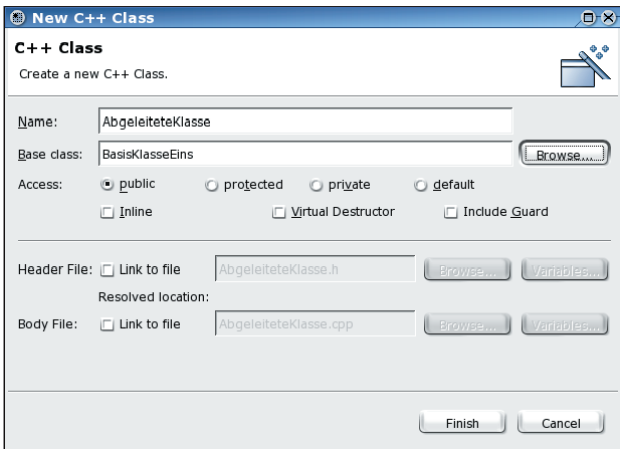 New C++ Class
C++ Class
Create a new C++ Class.
Name: AbgeleiteteKlasse
Base class: BasisKlasseEins Browse...
Access: public protected private default
Inline Virtual Destructor Include Guard
Header File: Link to file AbgeleiteteKlasse.h Browse... Variables...
Resolved location:
Body File: Link to file AbgeleiteteKlasse.cpp Browse... Variables...
Finish Cancel